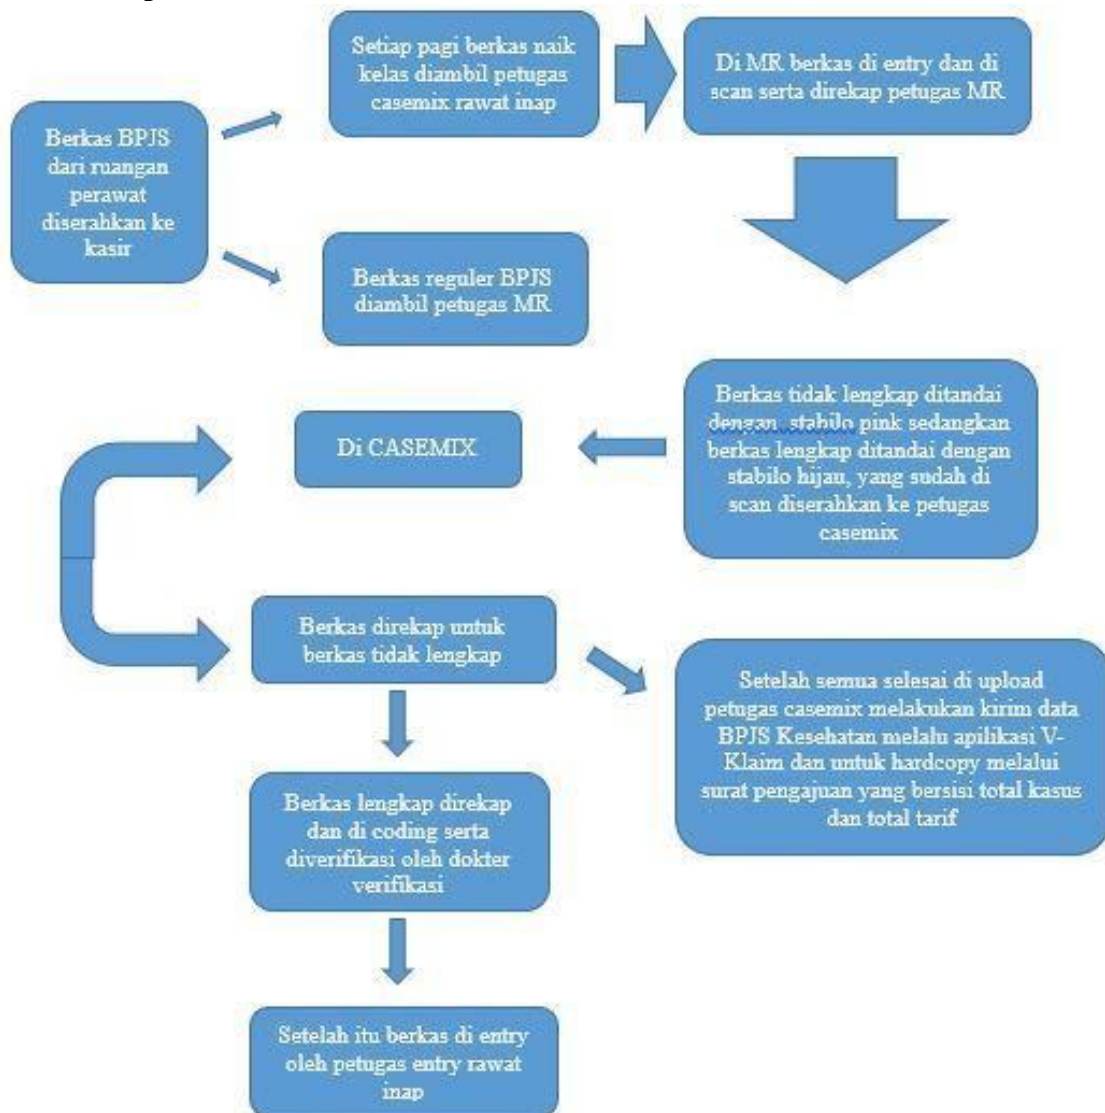 Berkas BPJS
dari ruangan
perawat
diserahkan ke
kasir
Setiap pagi berkas naik
kelas diambil petugas
casemix rawat inap
Di MR berkas di entry dan di
scan serta direkap petugas MR
Berkas reguler BPJS
diambil petugas MR
Berkas tidak lengkap ditandai
dengan stabilo pink sedangkan
berkas lengkap ditandai dengan
stabilo hijau, yang sudah di
scan diserahkan ke petugas
casemix
Di CASEMIX
Berkas direkap untuk
berkas tidak lengkap
Setelah semua selesai di upload
petugas casemix melakukan kirim data
BPJS Kesehatan melalu apilikasi V-
Klaim dan untuk hardcopy melalui
surat pengajuan yang bersisi total kasus
dan total tarif
Berkas lengkap direkap
dan di coding serta
diverifikasi oleh dokter
verifikasi
Setelah itu berkas di entry
oleh petugas entry rawat
inap